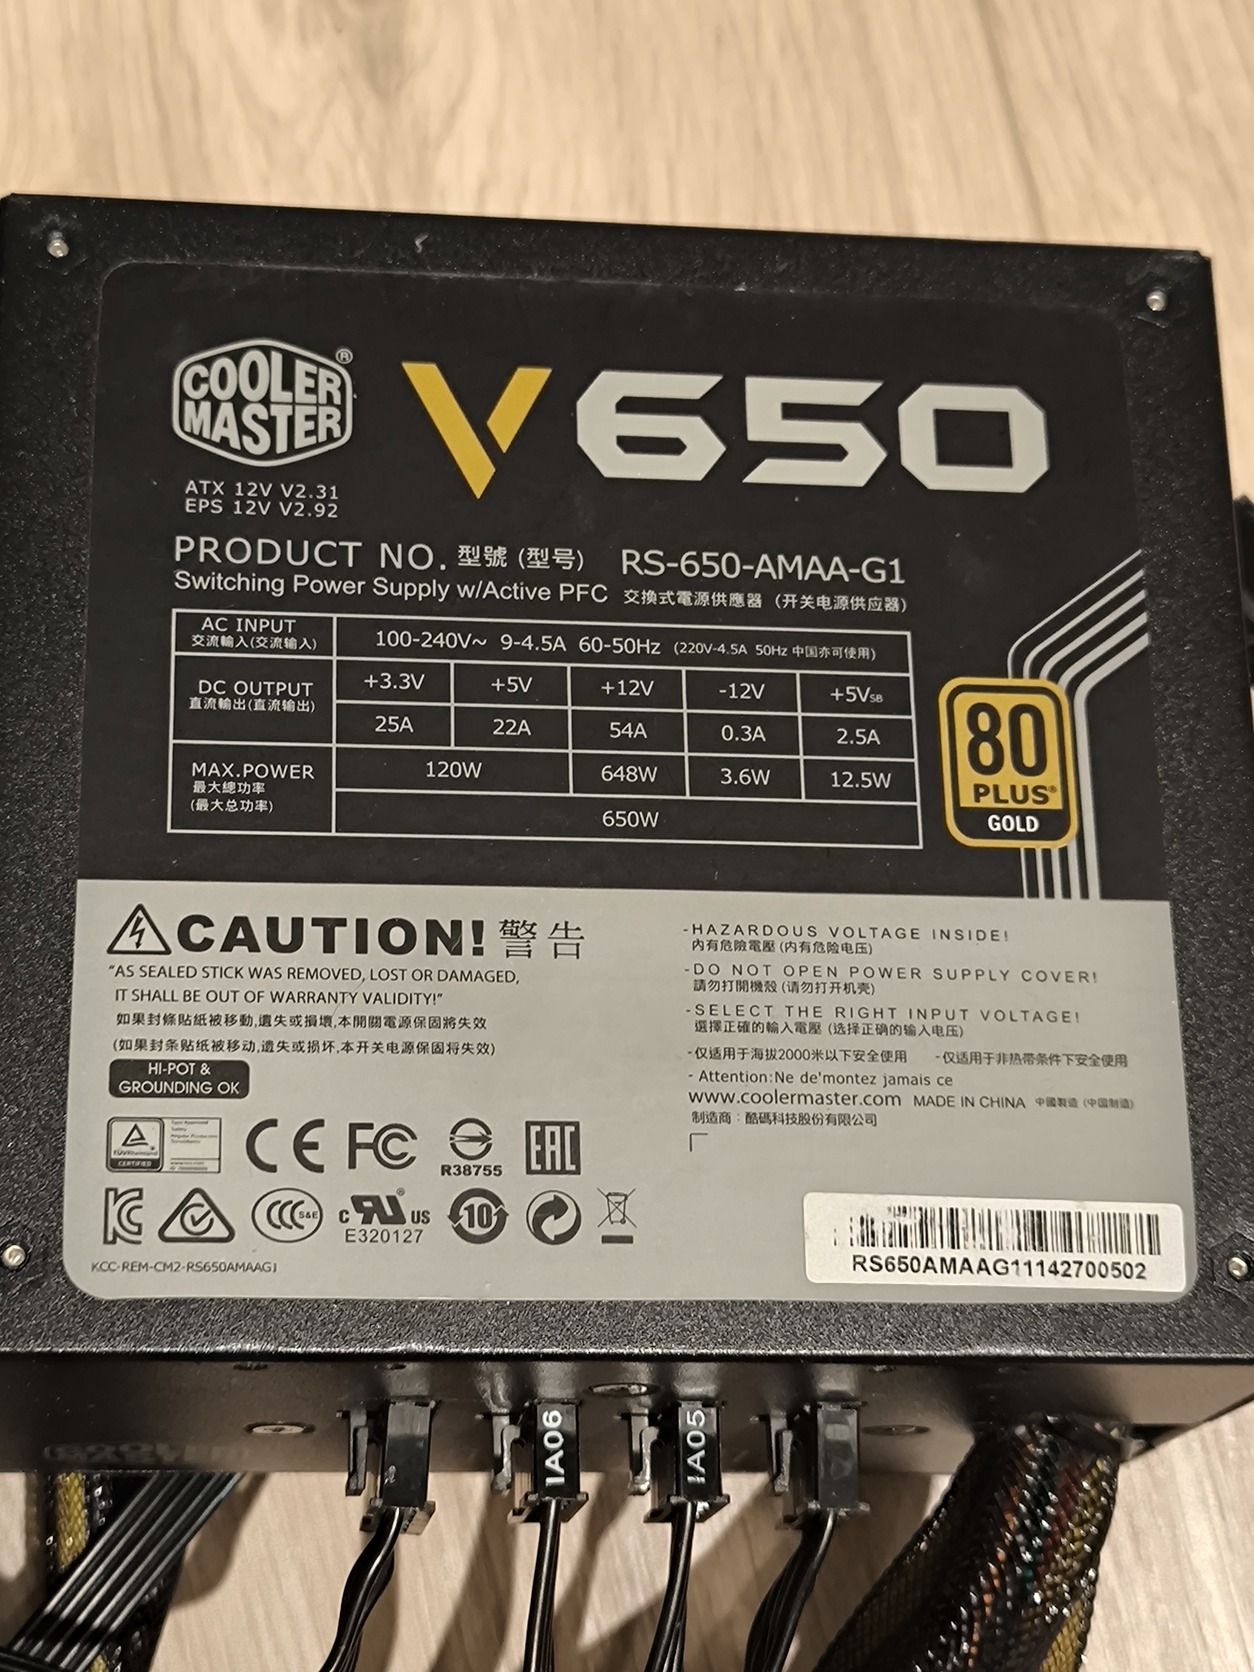 COOLER
MASTER®
V650
ATX 12V V2.31
EPS 12V V2.92
PRODUCT NO. 型號 (型号) RS-650-AMAA-G1
Switching Power Supply w/Active PFC 交換式電源供應器 (开关电源供应器)
AC INPUT 100-240V~ 9-4.5A 60-50Hz (220V-4.5A 50Hz 中国亦可使用)
交流輸入(交流输入)
DC OUTPUT +3.3V +5V +12V -12V +5VSB
直流輸出(直流输出) 25A 22A 54A 0.3A 2.5A
MAX.POWER 120W 648W 3.6W 12.5W
最大總功率
(最大总功率) 650W
80
PLUS®
GOLD
CAUTION! 警告
"AS SEALED STICK WAS REMOVED, LOST OR DAMAGED,
IT SHALL BE OUT OF WARRANTY VALIDITY!"
如果封條貼紙被移動,遺失或損壞,本開關電源保固將失效
(如果封条贴纸被移动,遗失或损坏,本开关电源保固将失效)
HI-POT &
GROUNDING OK
-HAZARDOUS VOLTAGE INSIDE!
內有危險電壓 (内有危险电压)
-DO NOT OPEN POWER SUPPLY COVER!
請勿打開機殼 (请勿打开机壳)
-SELECT THE RIGHT INPUT VOLTAGE!
選擇正確的輸入電壓 (选择正确的输入电压)
-仅适用于海拔2000米以下安全使用 -仅适用于非热带条件下安全使用
- Attention:Ne de'montez jamais ce
www.coolermaster.com MADE IN CHINA 中國製造 (中国制造)
制造商：酷碼科技股份有限公司
TÜVRheinland
CERTIFIED
CE FC R38755 EAC
KC CCC S&E c RU® us 10
E320127
KCC-REM-CM2-RS650AMAAG1
RS650AMAAG11142700502
IA06
IA05